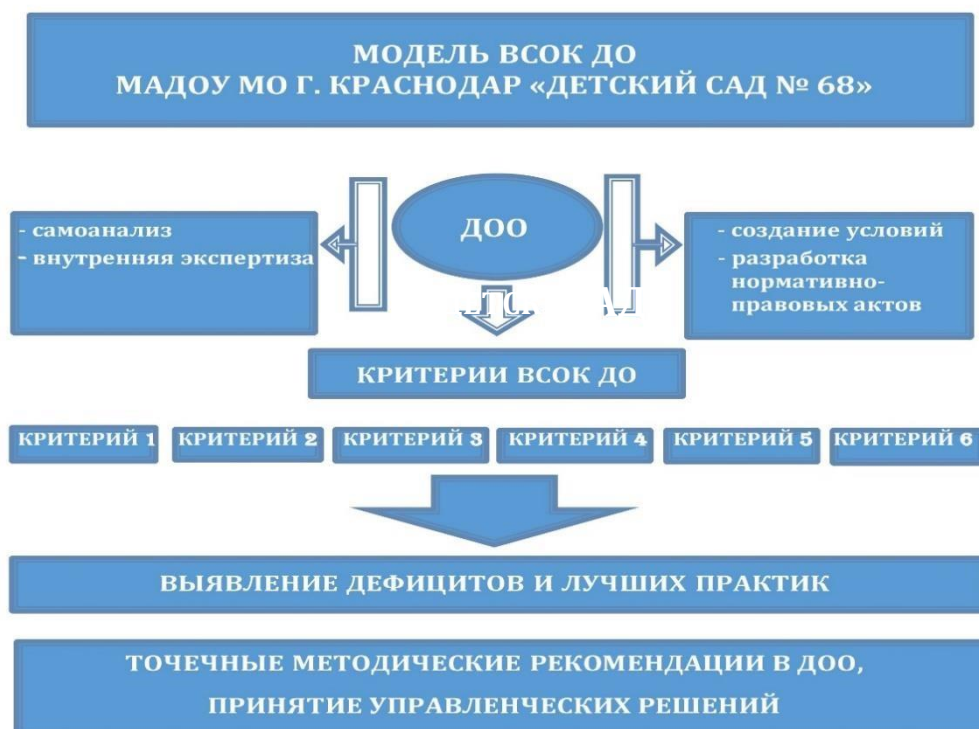 МОДЕЛЬ ВСОК ДО
МАДОУ МО Г. КРАСНОДАР «ДЕТСКИЙ САД № 68»
ДОО
- самоанализ
- внутренняя экспертиза
- создание условий
- разработка
нормативно-
правовых актов
КРИТЕРИИ ВСОК ДО
КРИТЕРИЙ 1
КРИТЕРИЙ 2
КРИТЕРИЙ 3
КРИТЕРИЙ 4
КРИТЕРИЙ 5
КРИТЕРИЙ 6
ВЫЯВЛЕНИЕ ДЕФИЦИТОВ И ЛУЧШИХ ПРАКТИК
ТОЧЕЧНЫЕ МЕТОДИЧЕСКИЕ РЕКОМЕНДАЦИИ В ДОО,
ПРИНЯТИЕ УПРАВЛЕНЧЕСКИХ РЕШЕНИЙ